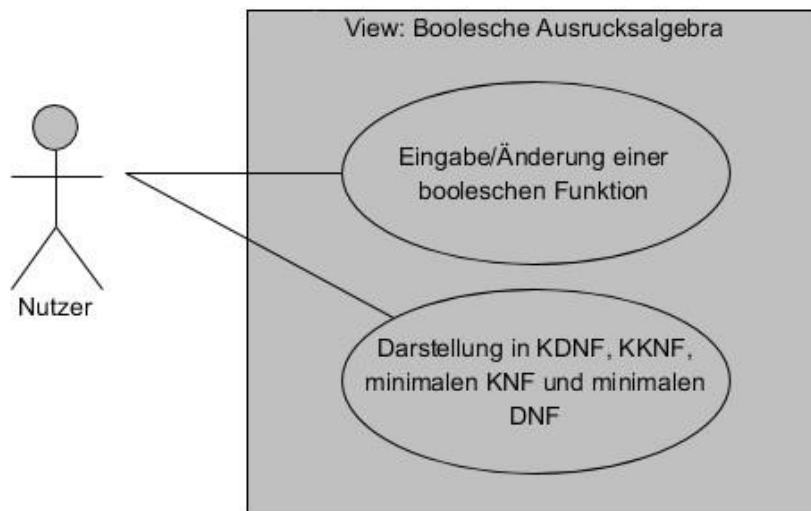 View: Boolesche Ausrucksalgebra
Eingabe/Änderung einer
booleschen Funktion
Nutzer
Darstellung in KDNF, KKNF,
minimalen KNF und minimalen
DNF